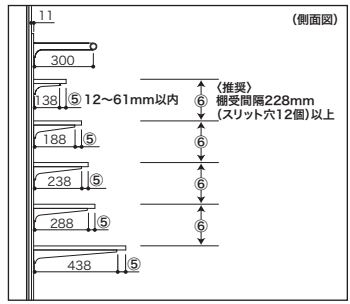 11
(側面図)
300
138 ⑤ 12〜61mm以内
〈推奨〉
棚受間隔228mm
(スリット穴12個)以上
⑥
188 ⑤
⑥
238 ⑤
⑥
288 ⑤
⑥
438 ⑤